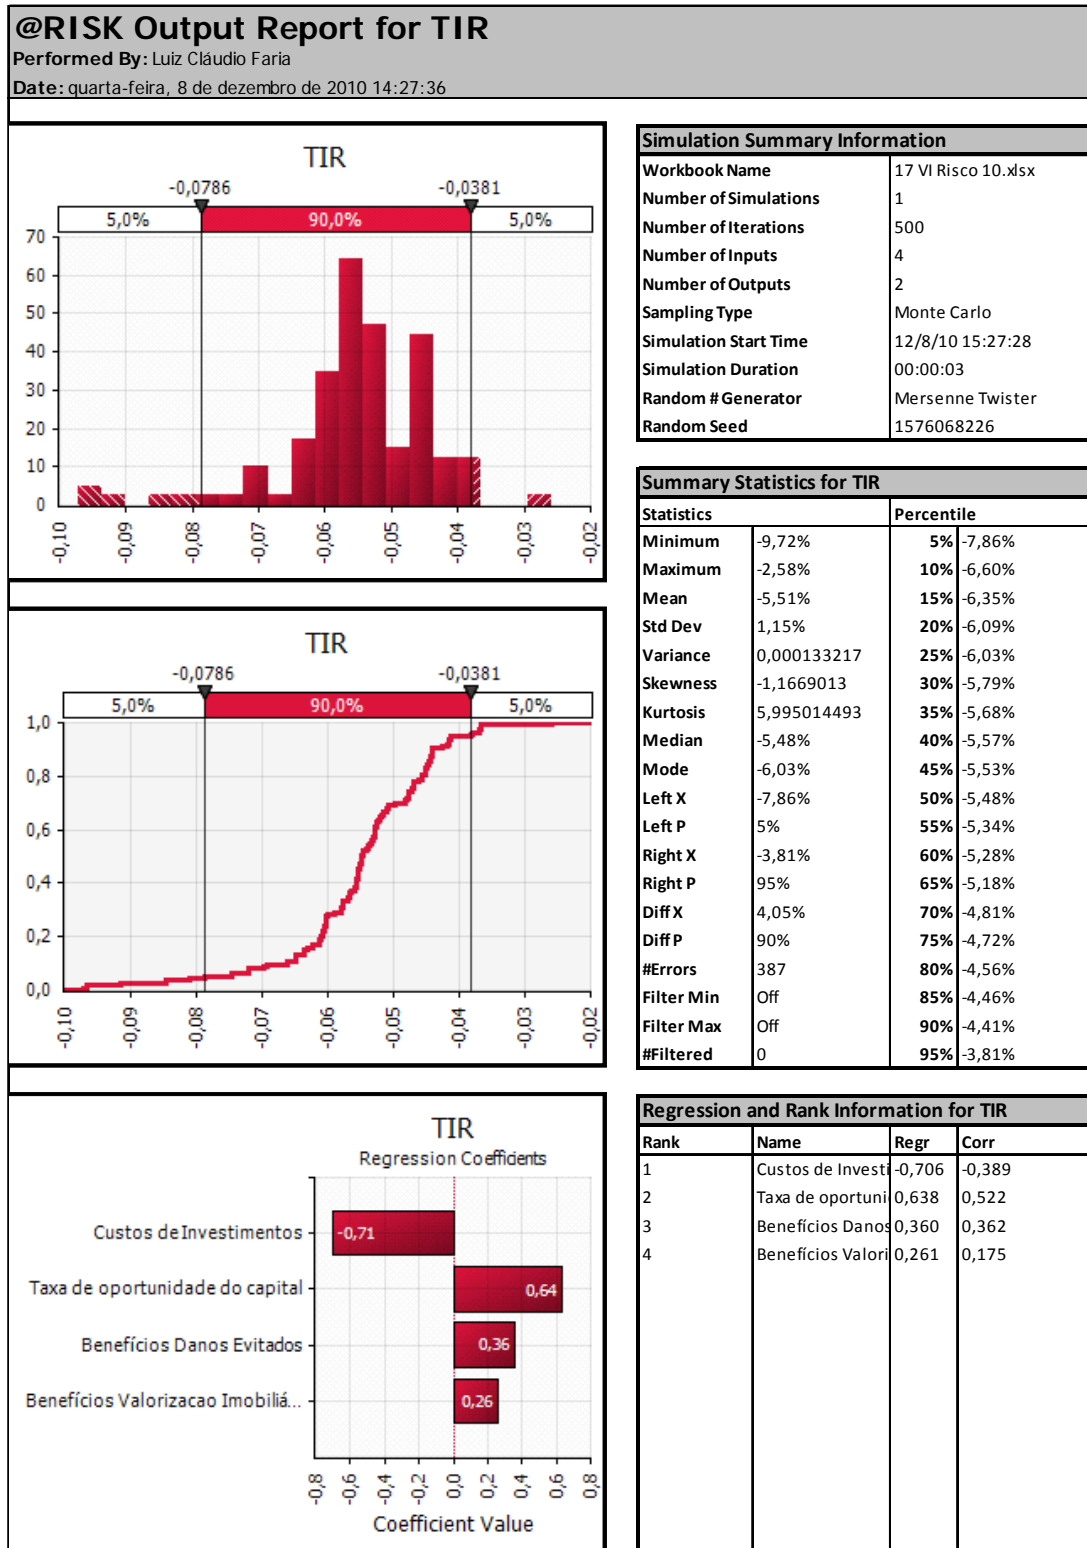 @RISK Output Report for TIR
Performed By: Luiz Cláudio Faria
Date: quarta-feira, 8 de dezembro de 2010 14:27:36
TIR
-0,0786 -0,0381
5,0% 90,0% 5,0%
70
60
50
40
30
20
10
0
-0,10 -0,09 -0,08 -0,07 -0,06 -0,05 -0,04 -0,03 -0,02
Simulation Summary Information
Workbook Name 17 VI Risco 10.xlsx
Number of Simulations 1
Number of Iterations 500
Number of Inputs 4
Number of Outputs 2
Sampling Type Monte Carlo
Simulation Start Time 12/8/10 15:27:28
Simulation Duration 00:00:03
Random # Generator Mersenne Twister
Random Seed 1576068226
TIR
-0,0786 -0,0381
5,0% 90,0% 5,0%
1,0
0,8
0,6
0,4
0,2
0,0
-0,10 -0,09 -0,08 -0,07 -0,06 -0,05 -0,04 -0,03 -0,02
Summary Statistics for TIR
Statistics Percentile
Minimum -9,72% 5% -7,86%
Maximum -2,58% 10% -6,60%
Mean -5,51% 15% -6,35%
Std Dev 1,15% 20% -6,09%
Variance 0,000133217 25% -6,03%
Skewness -1,1669013 30% -5,79%
Kurtosis 5,995014493 35% -5,68%
Median -5,48% 40% -5,57%
Mode -6,03% 45% -5,53%
Left X -7,86% 50% -5,48%
Left P 5% 55% -5,34%
Right X -3,81% 60% -5,28%
Right P 95% 65% -5,18%
Diff X 4,05% 70% -4,81%
Diff P 90% 75% -4,72%
#Errors 387 80% -4,56%
Filter Min Off 85% -4,46%
Filter Max Off 90% -4,41%
#Filtered 0 95% -3,81%
TIR
Regression Coefficients
Custos de Investimentos -0,71
Taxa de oportunidade do capital 0,64
Benefícios Danos Evitados 0,36
Benefícios Valorizacao Imobiliá... 0,26
-0,8 -0,6 -0,4 -0,2 0,0 0,2 0,4 0,6 0,8
Coefficient Value
Regression and Rank Information for TIR
Rank Name Regr Corr
1 Custos de Investi -0,706 -0,389
2 Taxa de oportuni 0,638 0,522
3 Benefícios Danos 0,360 0,362
4 Benefícios Valori 0,261 0,175